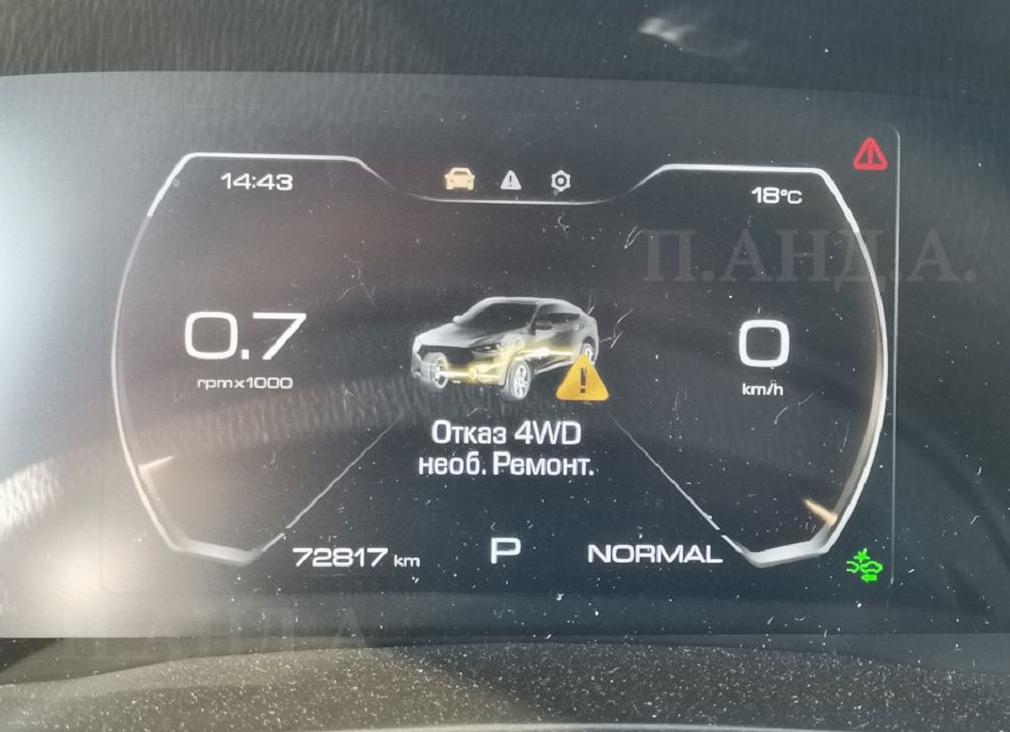 14:43
18°C
П.АНД.А.
0.7
rpmx1000
0
km/h
Отказ 4WD
необ. Ремонт.
72817 km
P
NORMAL